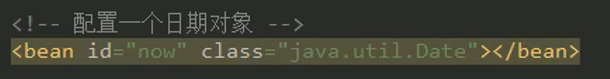 <!-- 配置一个日期对象 -->
<bean id="now" class="java.util.Date"></bean>